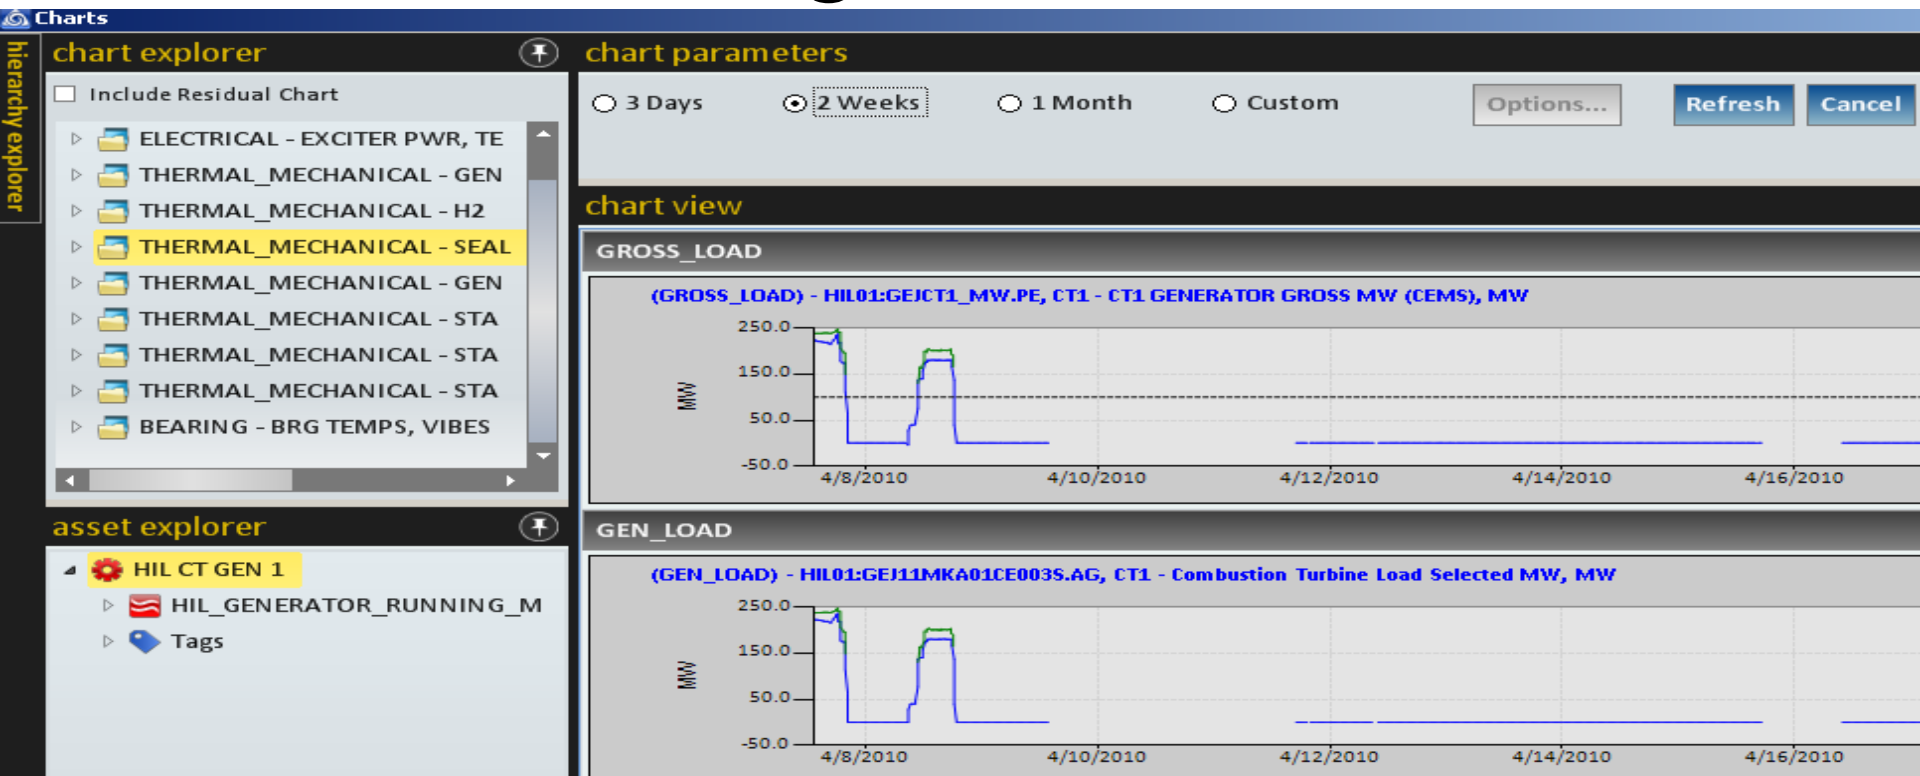 Charts
hierarchy explorer
chart explorer
Include Residual Chart
ELECTRICAL - EXCITER PWR, TE
THERMAL_MECHANICAL - GEN
THERMAL_MECHANICAL - H2
THERMAL_MECHANICAL - SEAL
THERMAL_MECHANICAL - GEN
THERMAL_MECHANICAL - STA
THERMAL_MECHANICAL - STA
THERMAL_MECHANICAL - STA
BEARING - BRG TEMPS, VIBES
asset explorer
HIL CT GEN 1
HIL_GENERATOR_RUNNING_M
Tags
chart parameters
3 Days 2 Weeks 1 Month Custom Options... Refresh Cancel
chart view
GROSS_LOAD
(GROSS_LOAD) - HIL01:GEJCT1_MW.PE, CT1 - CT1 GENERATOR GROSS MW (CEMS), MW
250.0
150.0
MW
50.0
-50.0
4/8/2010 4/10/2010 4/12/2010 4/14/2010 4/16/2010
GEN_LOAD
(GEN_LOAD) - HIL01:GEJ11MKA01CE003S.AG, CT1 - Combustion Turbine Load Selected MW, MW
250.0
150.0
MW
50.0
-50.0
4/8/2010 4/10/2010 4/12/2010 4/14/2010 4/16/2010